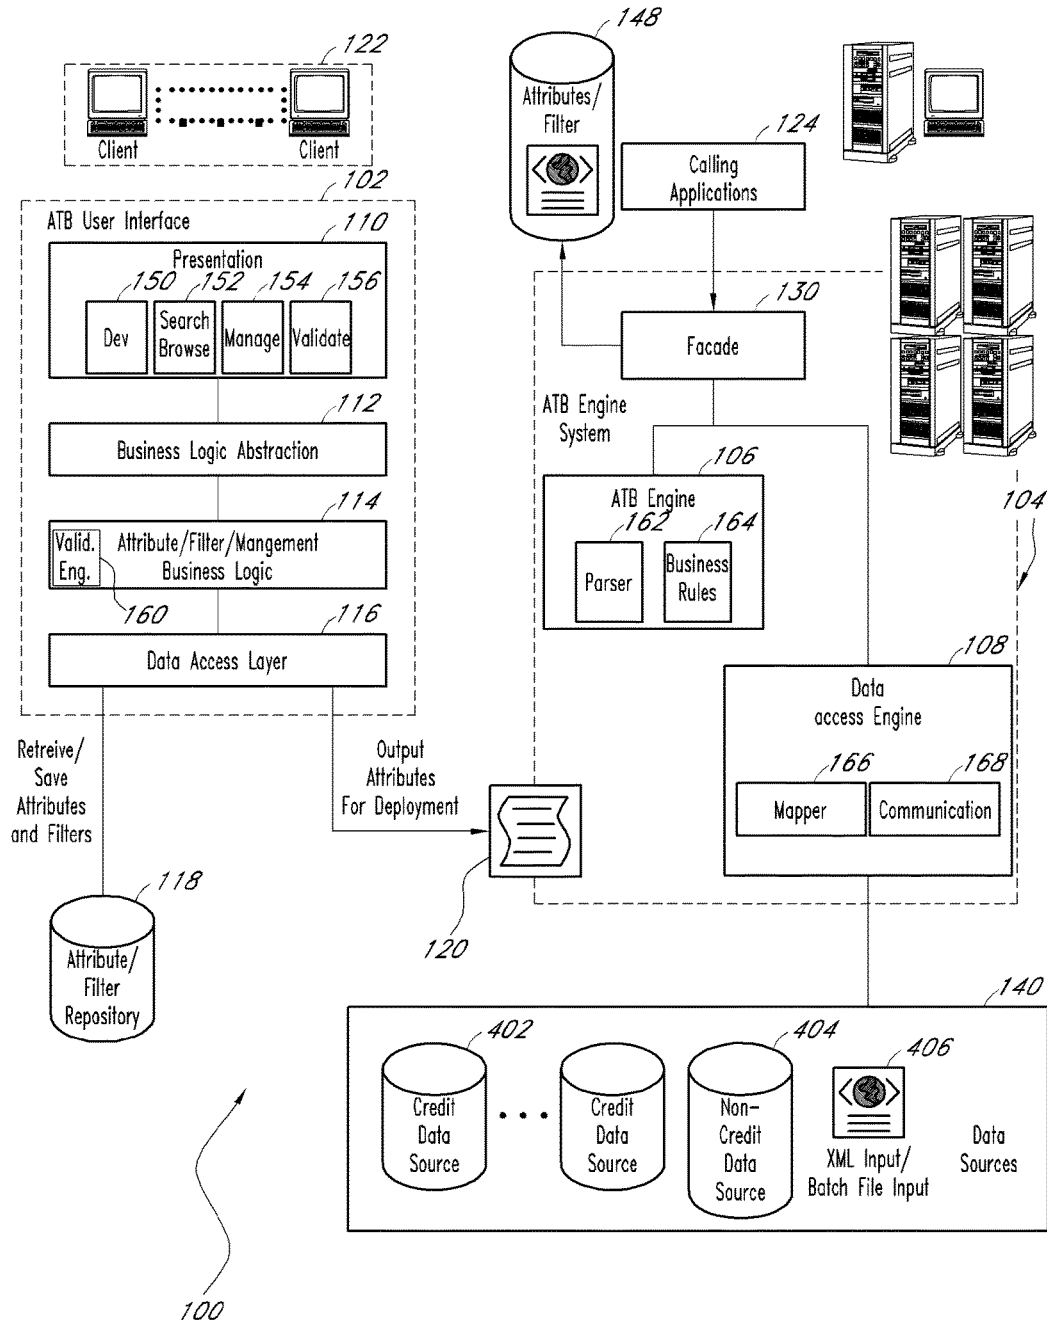 122
Client
Client
148
Attributes/
Filter
124
Calling
Applications
102
ATB User Interface
110
Presentation
150
152
154
156
Dev
Search
Browse
Manage
Validate
112
Business Logic Abstraction
114
Valid.
Eng.
Attribute/Filter/Mangement
Business Logic
160
116
Data Access Layer
130
Facade
ATB Engine
System
106
ATB Engine
162
164
Parser
Business
Rules
104
108
Data
access Engine
166
168
Mapper
Communication
Retreive/
Save
Attributes
and Filters
Output
Attributes
For Deployment
120
118
Attribute/
Filter
Repository
140
402
Credit
Data
Source
Credit
Data
Source
404
Non-
Credit
Data
Source
406
XML Input/
Batch File Input
Data
Sources
100